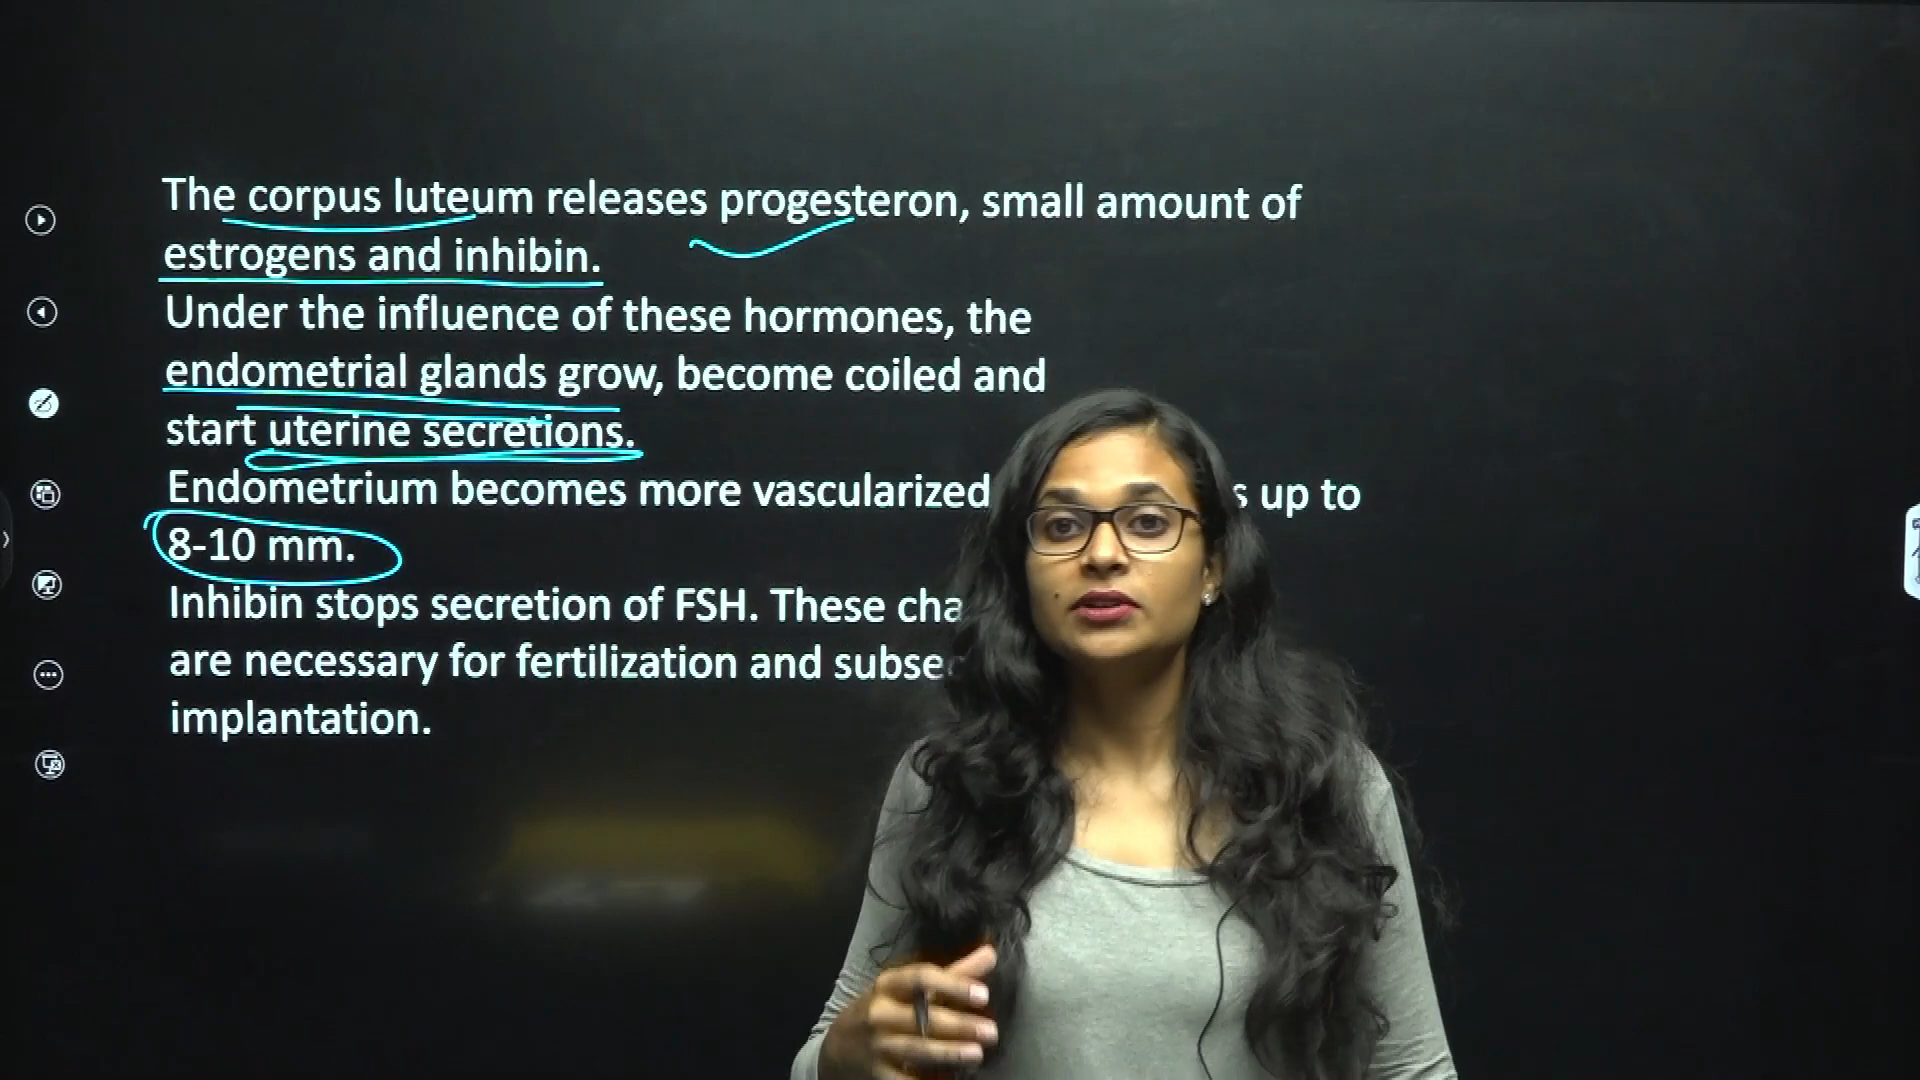 The corpus luteum releases progesteron, small amount of
estrogens and inhibin.
Under the influence of these hormones, the
endometrial glands grow, become coiled and
start uterine secretions.
Endometrium becomes more vascularized up to
8-10 mm.
Inhibin stops secretion of FSH. These
are necessary for fertilization and
implantation.